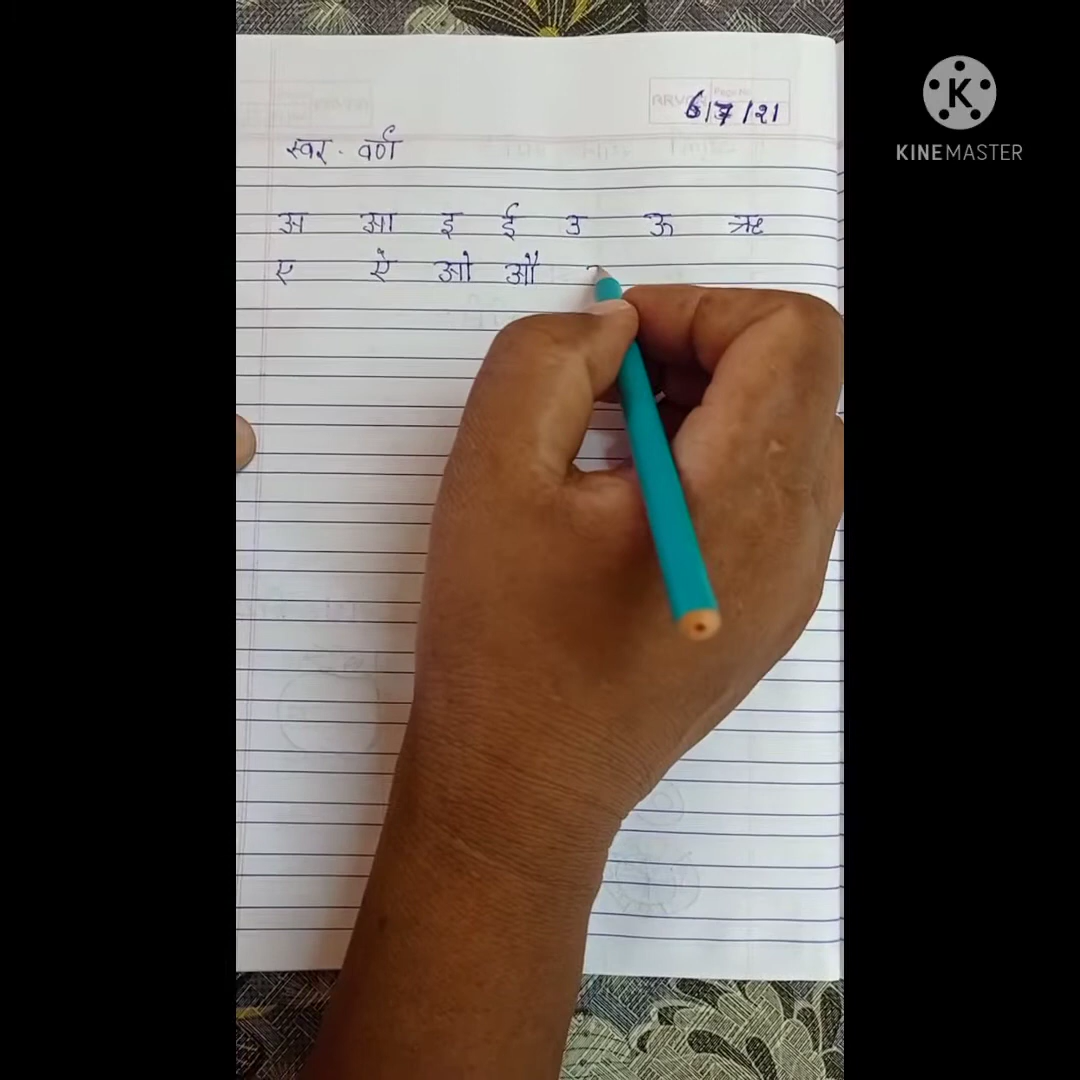 6/7/21
स्वर - वर्ण
अ आ इ ई उ ऊ ऋ
ए ऐ ओ औ
K
KINEMASTER